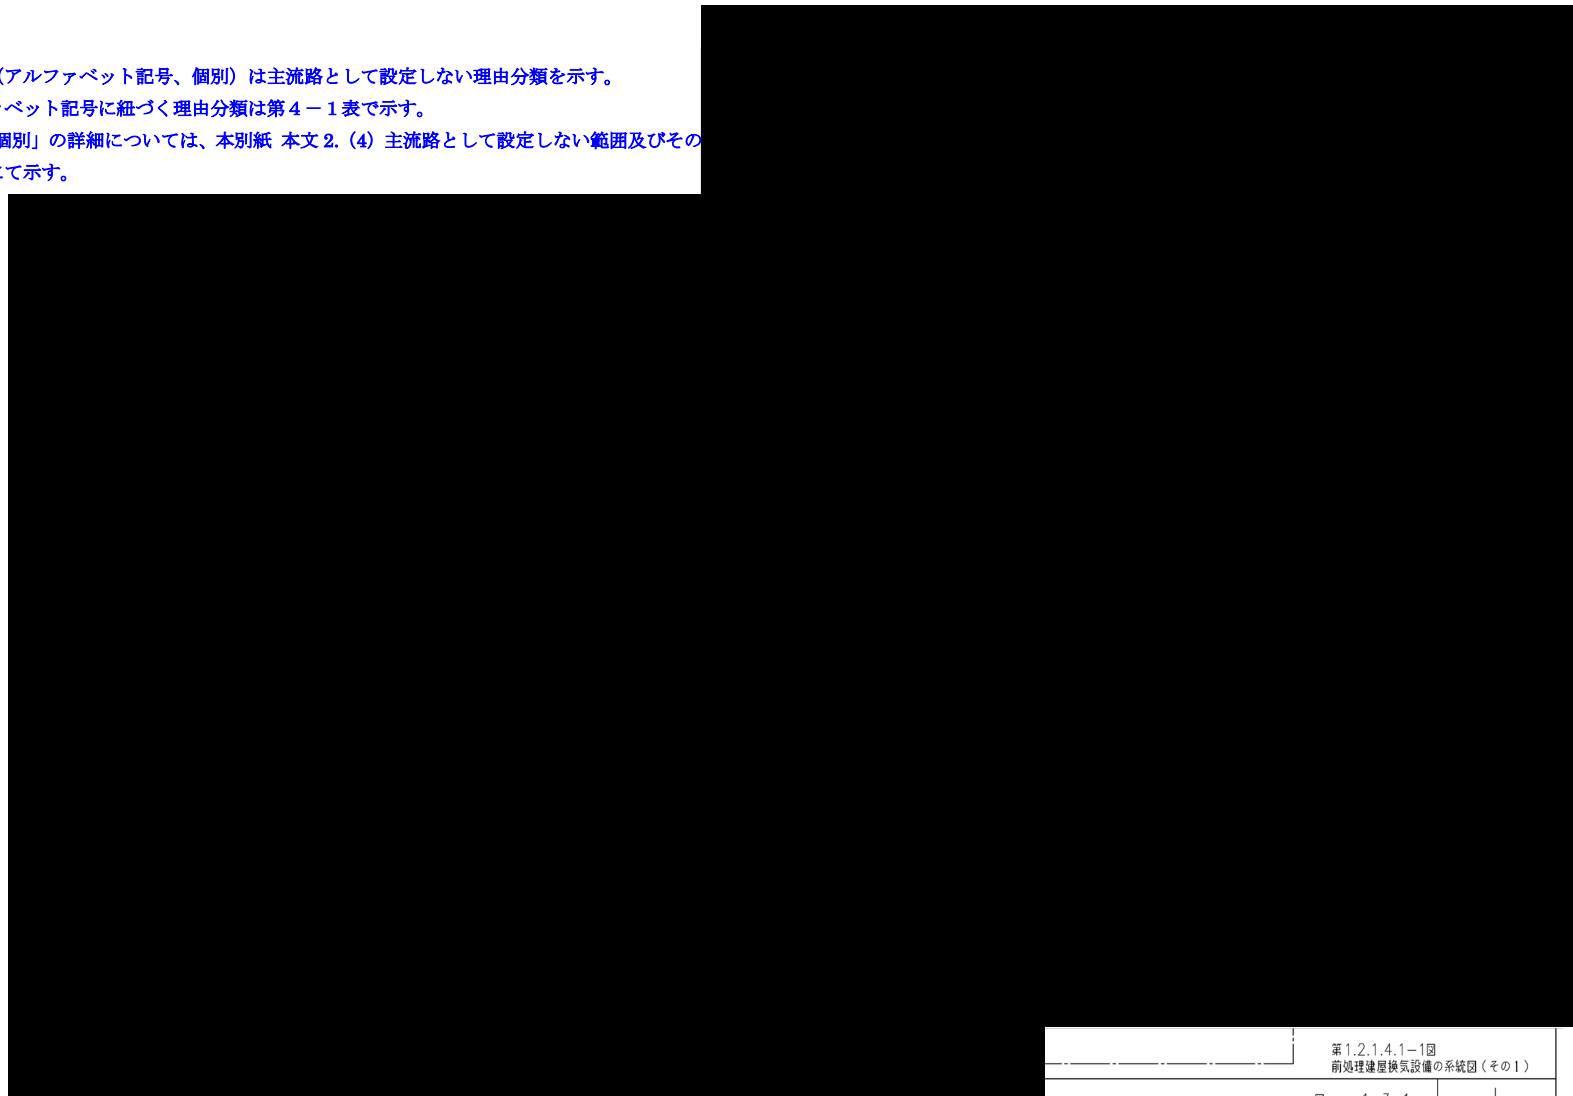 (アルファベット記号、個別）は主流路として設定しない理由分類を示す。
ベット記号に紐づく理由分類は第４－１表で示す。
個別」の詳細については、本別紙 本文 2.（4）主流路として設定しない範囲及びその
て示す。
第1.2.1.4.1－1図
前処理建屋換気設備の系統図（その１）